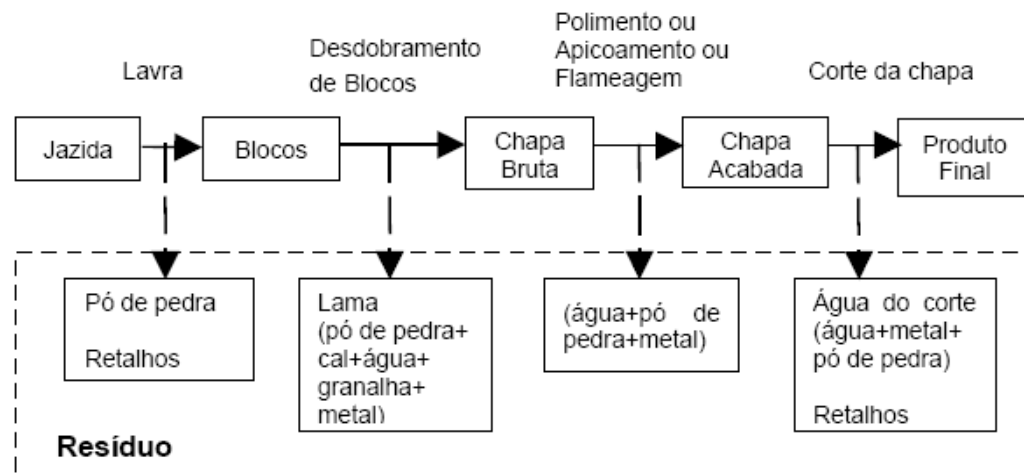 Lavra
Desdobramento
de Blocos
Polimento ou
Apicoamento ou
Flameagem
Corte da chapa
Jazida
Blocos
Chapa
Bruta
Chapa
Acabada
Produto
Final
Pó de pedra
Retalhos
Lama
(pó de pedra+
cal+água+
granalha+
metal)
(água+pó de
pedra+metal)
Água do corte
(água+metal+
pó de pedra)
Retalhos
Resíduo